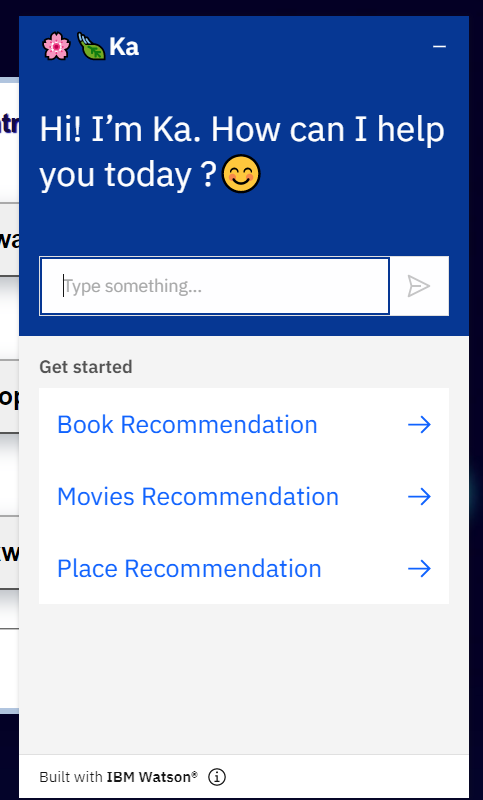 🌸🍃Ka
Hi! I’m Ka. How can I help
you today ?😊
Type something...
Get started
Book Recommendation
Movies Recommendation
Place Recommendation
Built with IBM Watson®